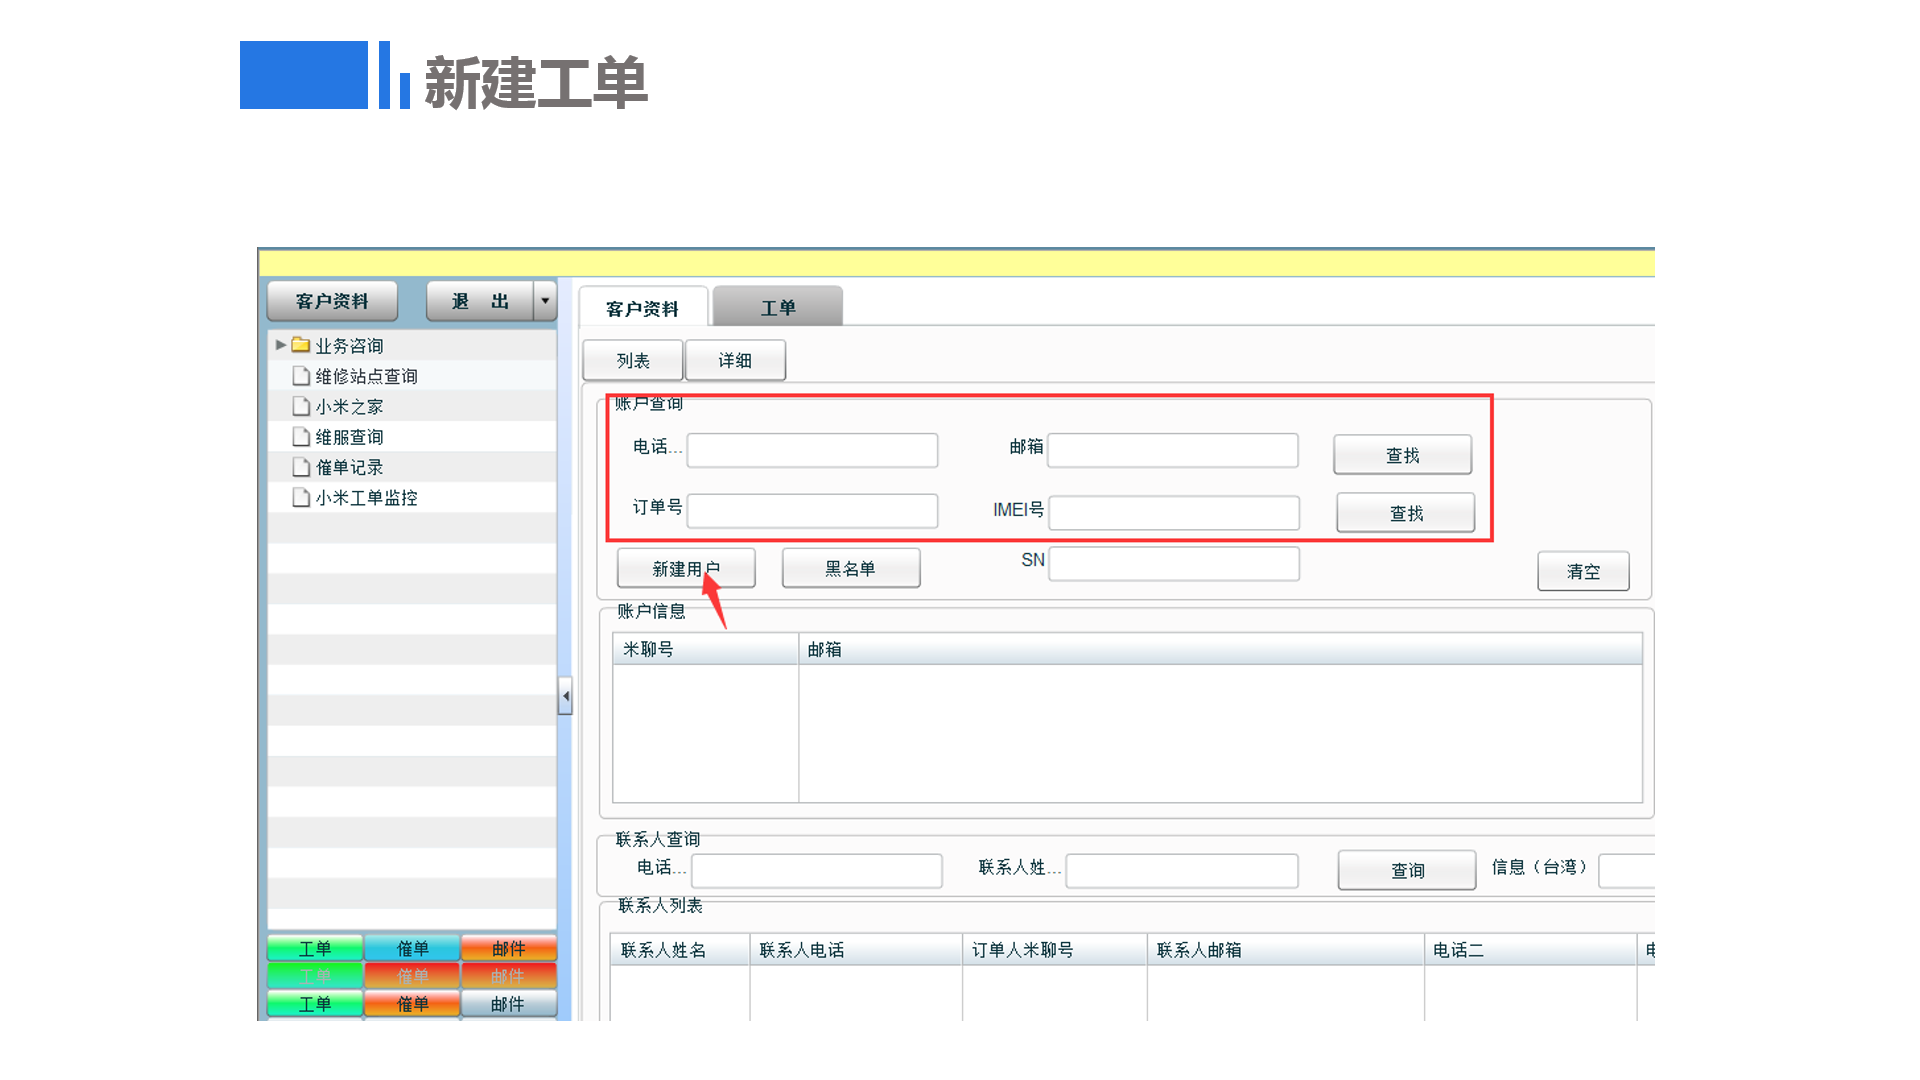 新建工单
客户资料 退 出
业务咨询
维修站点查询
小米之家
维服查询
催单记录
小米工单监控
工单 催单 邮件
工单 催单 邮件
工单 催单 邮件
客户资料 工单
列表 详细
账户查询
电话... 邮箱 查找
订单号 IMEI号 查找
新建用户 黑名单 SN 清空
账户信息
米聊号 邮箱
联系人查询
电话... 联系人姓... 查询 信息（台湾）
联系人列表
联系人姓名 联系人电话 订单人米聊号 联系人邮箱 电话二